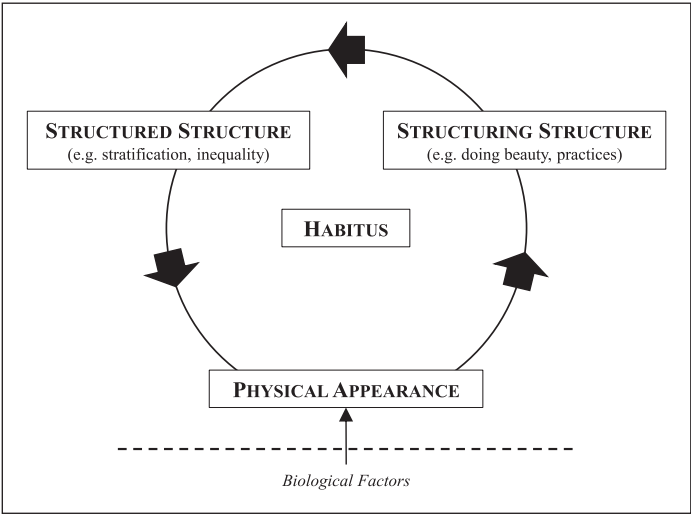 STRUCTURED STRUCTURE
(e.g. stratification, inequality)
STRUCTURING STRUCTURE
(e.g. doing beauty, practices)
HABITUS
PHYSICAL APPEARANCE
Biological Factors